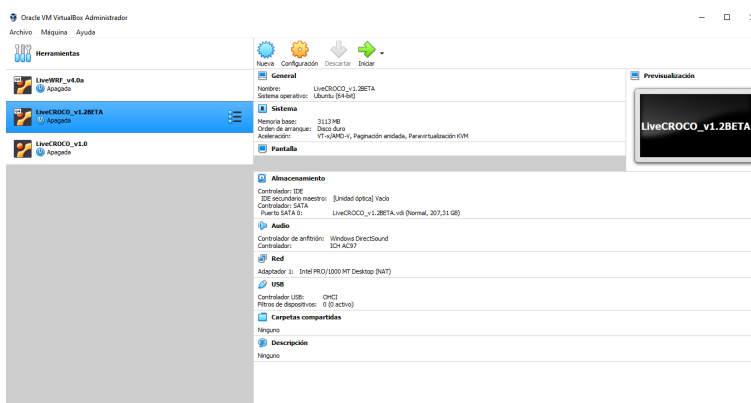 Oracle VM VirtualBox Administrador
Archivo Máquina Ayuda
Herramientas
LiveWRF_v4.0a
Apagada
LiveCROCO_v1.2BETA
Apagada
LiveCROCO_v1.0
Apagada
Nueva Configuración Descartar Iniciar
General
Nombre: LiveCROCO_v1.2BETA
Sistema operativo: Ubuntu (64-bit)
Sistema
Memoria base: 3113 MB
Orden de arranque: Disco duro
Aceleración: VT-x/AMD-V, Paginación anidada, Paravirtualización KVM
Pantalla
Almacenamiento
Controlador: IDE
IDE secundario maestro: [Unidad óptica] Vacío
Controlador: SATA
Puerto SATA 0: LiveCROCO_v1.2BETA.vdi (Normal, 207,31 GB)
Audio
Controlador de anfitrión: Windows DirectSound
Controlador: ICH AC97
Red
Adaptador 1: Intel PRO/1000 MT Desktop (NAT)
USB
Controlador USB: OHCI
Filtros de dispositivos: 0 (0 activo)
Carpetas compartidas
Ninguno
Descripción
Ninguno
Previsualización
LiveCROCO_v1.2BETA